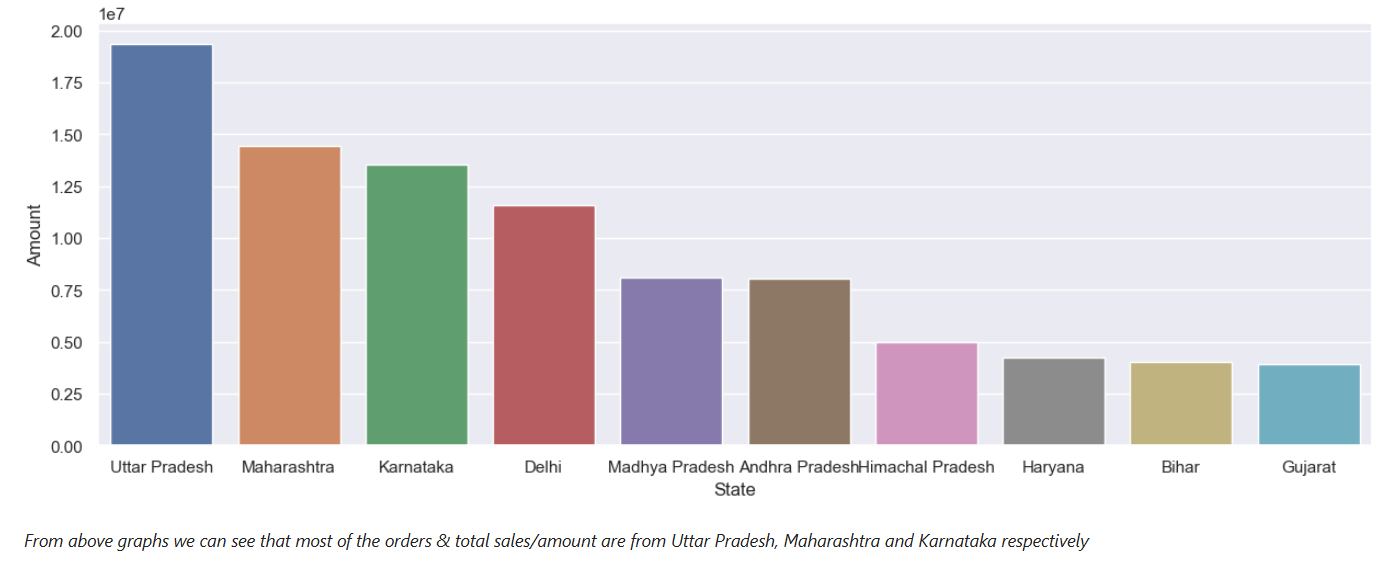 1e7
2.00
1.75
1.50
1.25
1.00
0.75
0.50
0.25
0.00
Amount
Uttar Pradesh Maharashtra Karnataka Delhi Madhya Pradesh Andhra Pradesh Himachal Pradesh Haryana Bihar Gujarat
State
From above graphs we can see that most of the orders & total sales/amount are from Uttar Pradesh, Maharashtra and Karnataka respectively